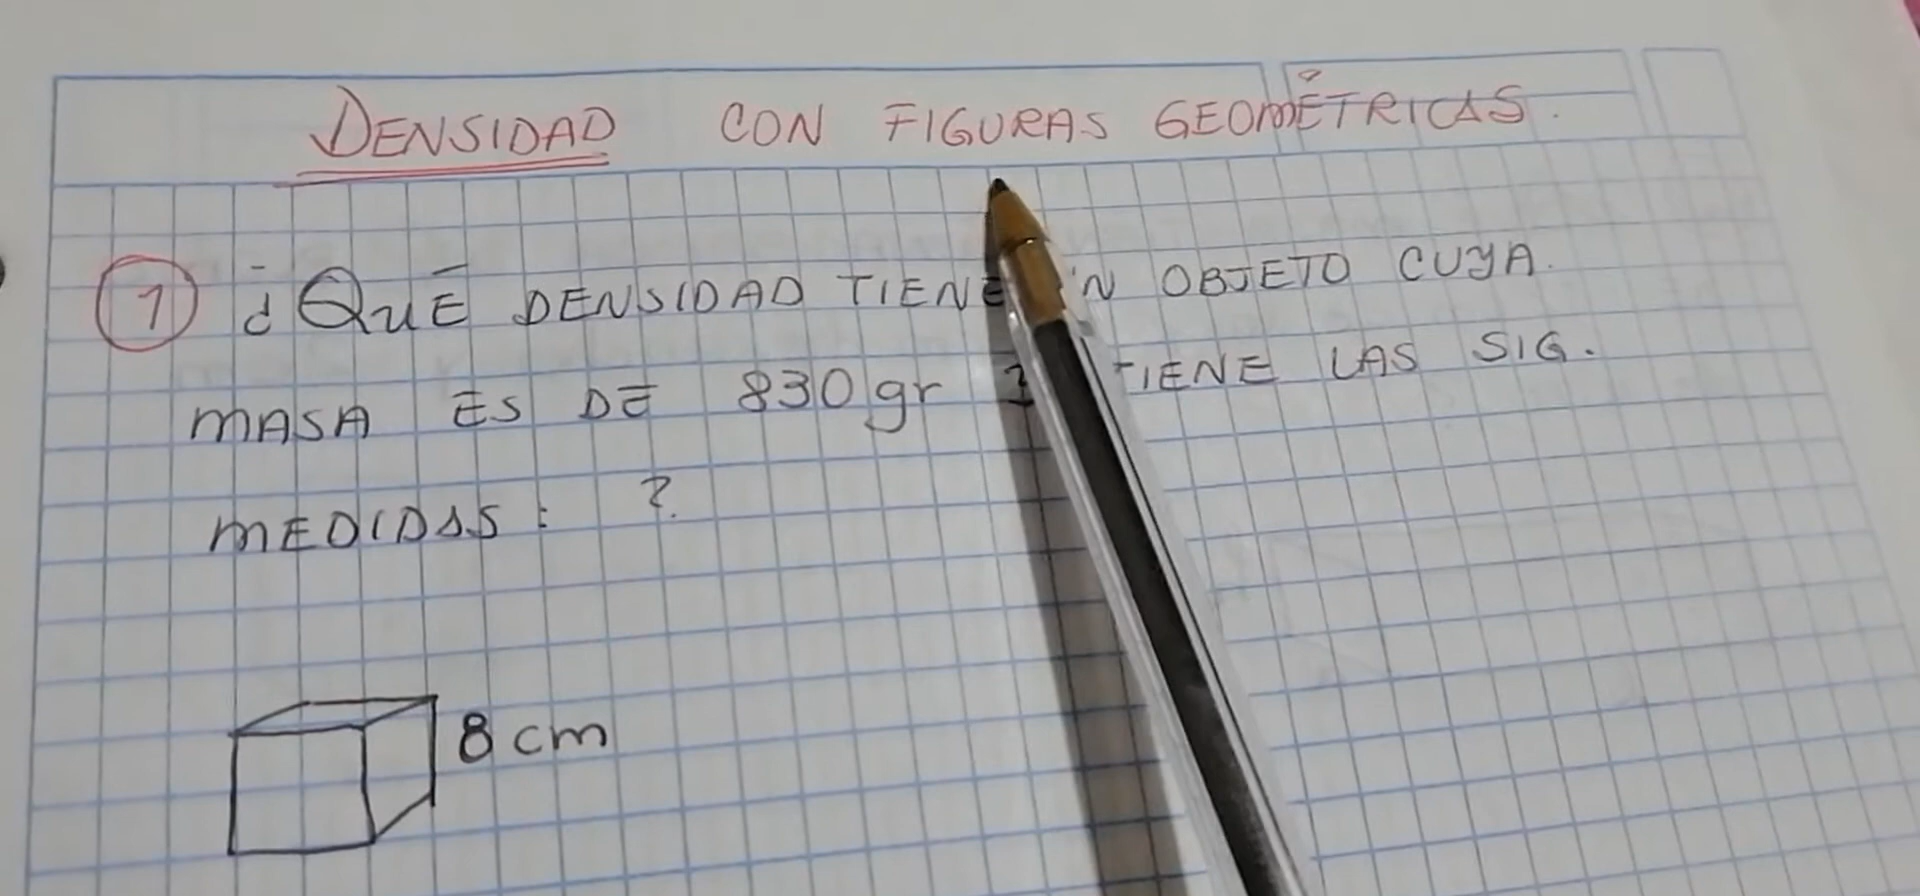 DENSIDAD CON FIGURAS GEOMÉTRICAS.
1 ¿QUÉ DENSIDAD TIENE OBJETO CUYA.
MASA ES DE 830 gr TIENE LAS SIG.
MEDIDAS: ?
8 cm